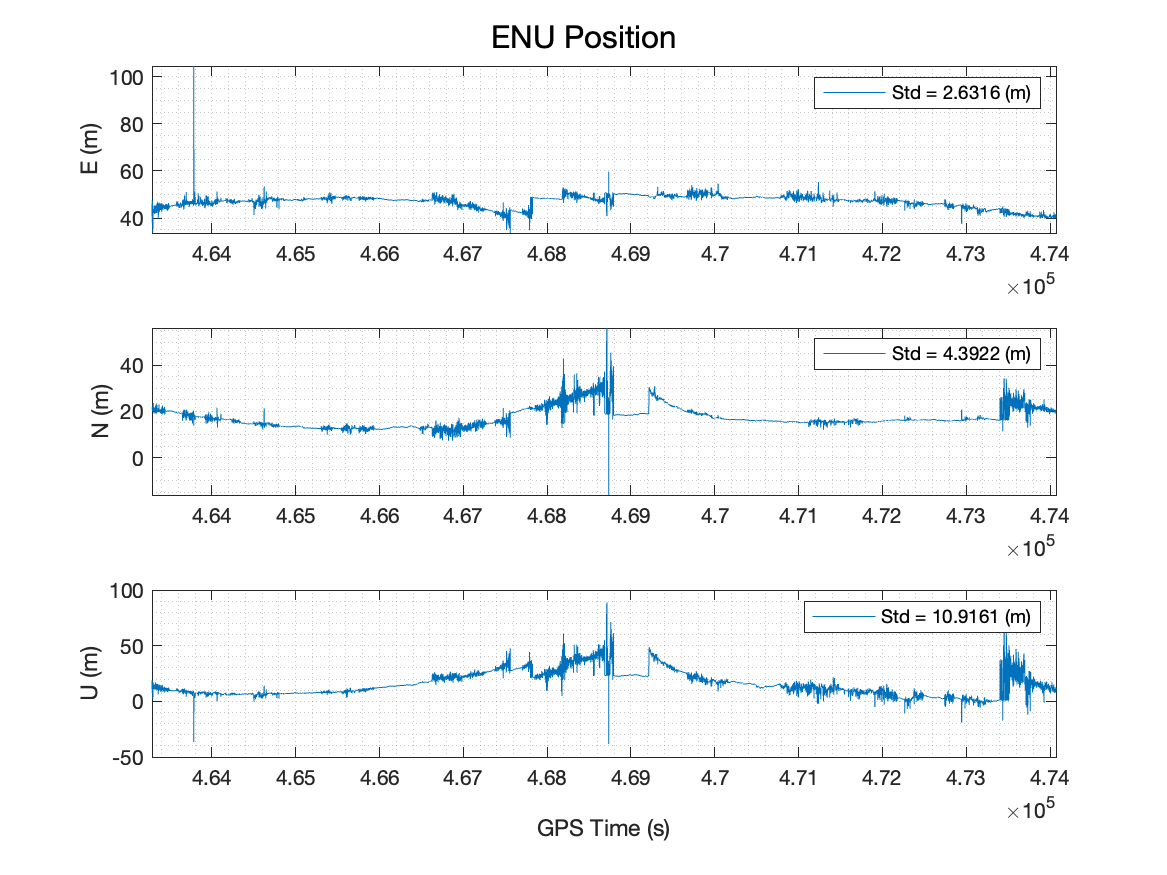 ENU Position
E (m)
100
80
60
40
Std = 2.6316 (m)
4.64 4.65 4.66 4.67 4.68 4.69 4.7 4.71 4.72 4.73 4.74
×10^5
N (m)
40
20
0
Std = 4.3922 (m)
4.64 4.65 4.66 4.67 4.68 4.69 4.7 4.71 4.72 4.73 4.74
×10^5
U (m)
100
50
0
-50
Std = 10.9161 (m)
4.64 4.65 4.66 4.67 4.68 4.69 4.7 4.71 4.72 4.73 4.74
×10^5
GPS Time (s)